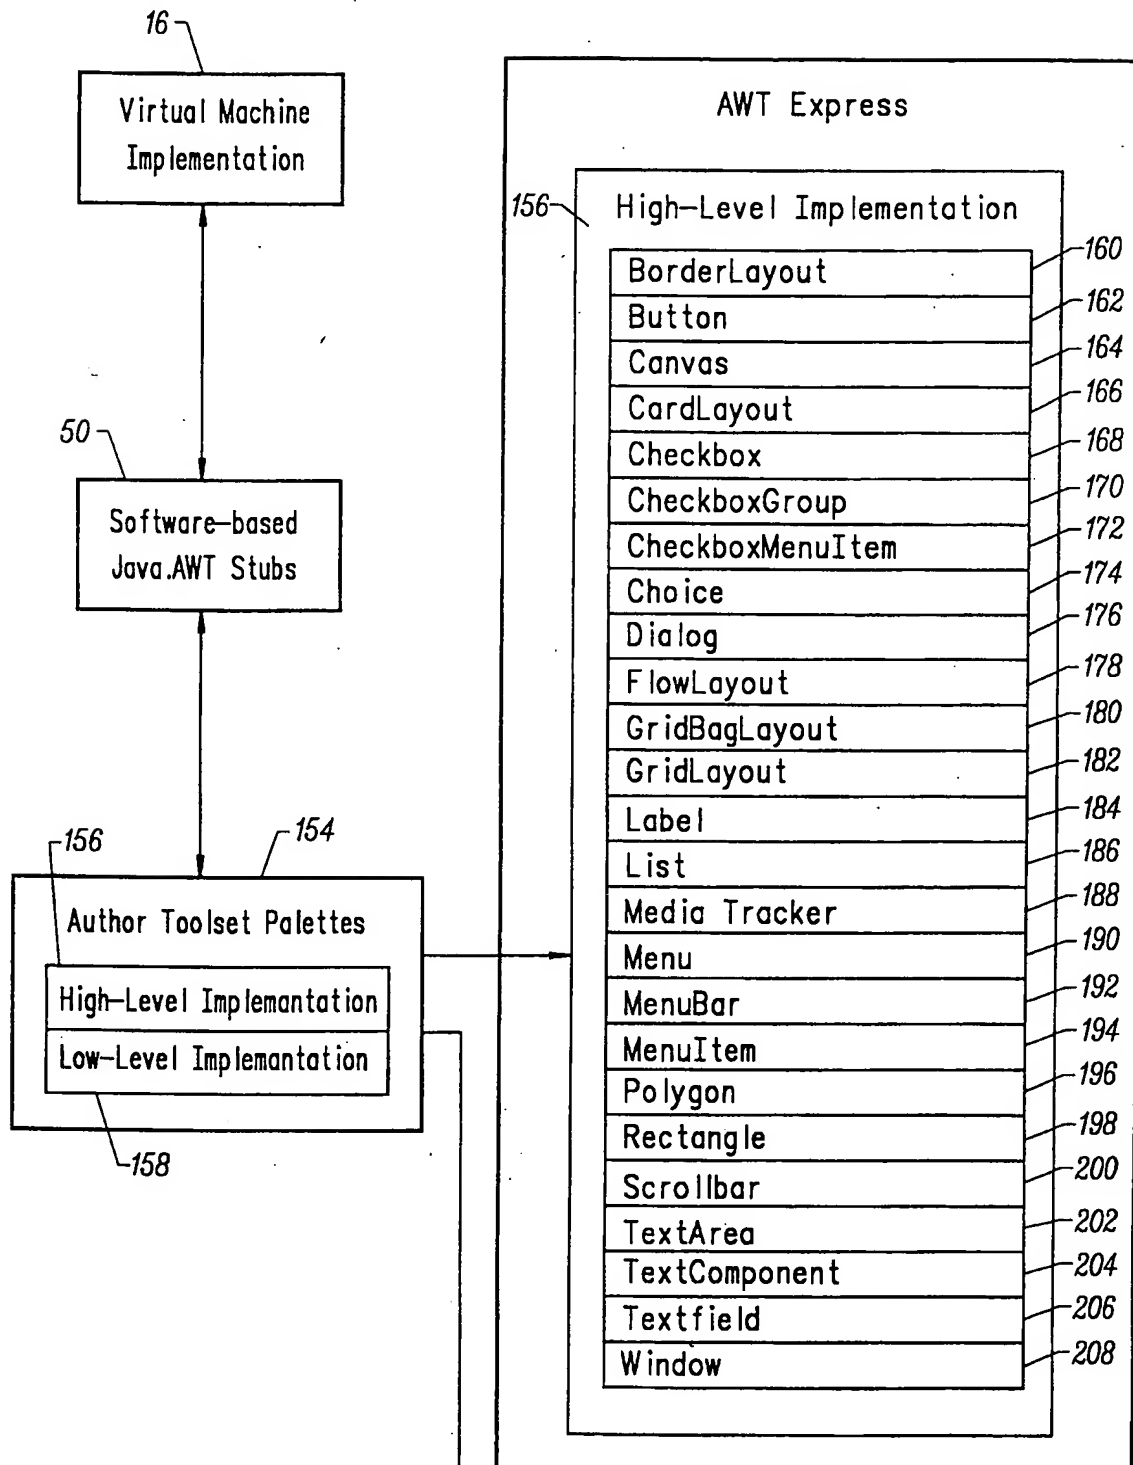 16
Virtual Machine
Implementation
50
Software-based
Java.AWT Stubs
154
156
Author Toolset Palettes
High-Level Implemantation
Low-Level Implemantation
158
AWT Express
156
High-Level Implementation
BorderLayout 160
Button 162
Canvas 164
CardLayout 166
Checkbox 168
CheckboxGroup 170
CheckboxMenuItem 172
Choice 174
Dialog 176
FlowLayout 178
GridBagLayout 180
GridLayout 182
Label 184
List 186
Media Tracker 188
Menu 190
MenuBar 192
MenuItem 194
Polygon 196
Rectangle 198
Scrollbar 200
TextArea 202
TextComponent 204
Textfield 206
Window 208